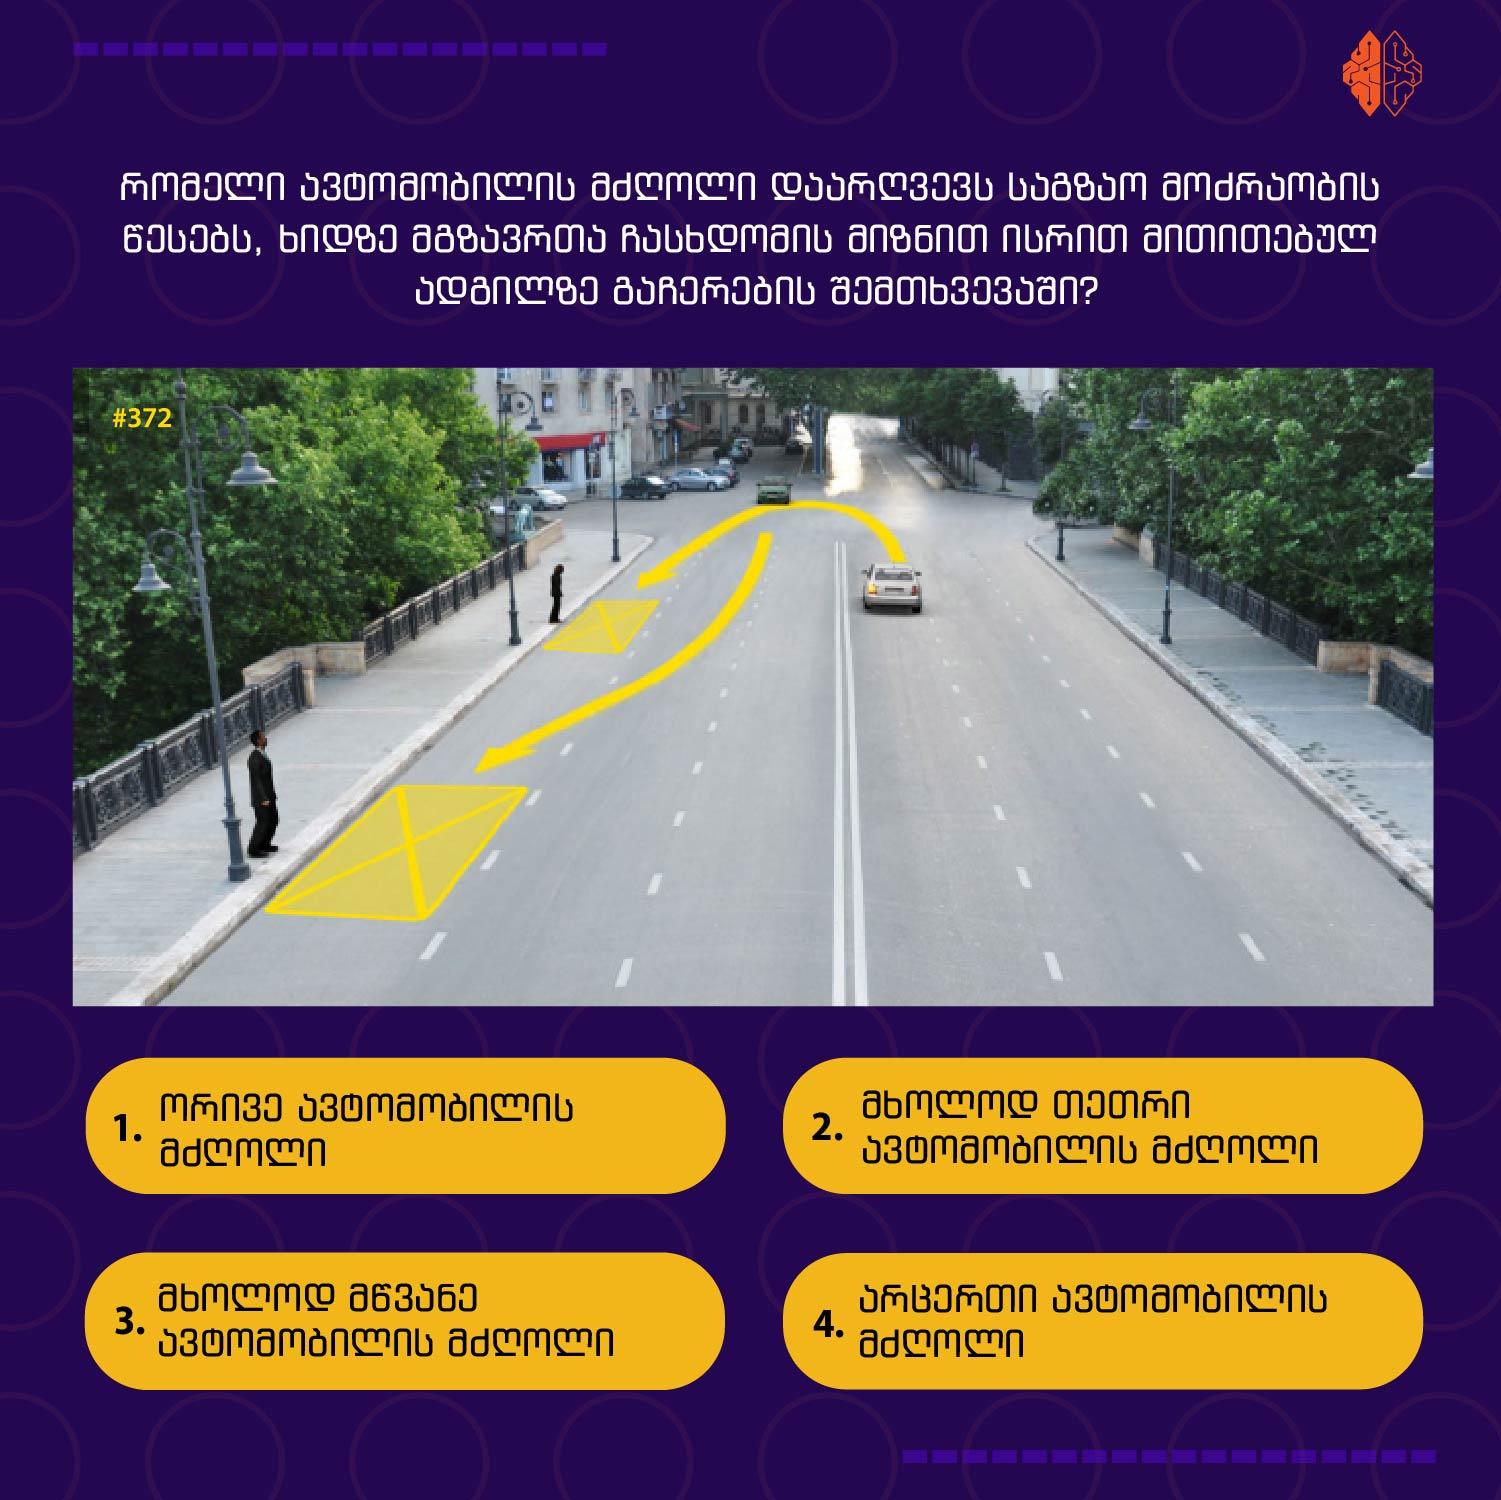 რომელი ავტომობილის მძღოლი დაარღვევს საგზაო მოძრაობის
წესებს, ხიდზე მგზავრთა ჩასხდომის მიზნით ისრით მითითებულ
ადგილზე გაჩერების შემთხვევაში?
#372
1. ორივე ავტომობილის
მძღოლი
2. მხოლოდ თეთრი
ავტომობილის მძღოლი
3. მხოლოდ მწვანე
ავტომობილის მძღოლი
4. არცერთი ავტომობილის
მძღოლი